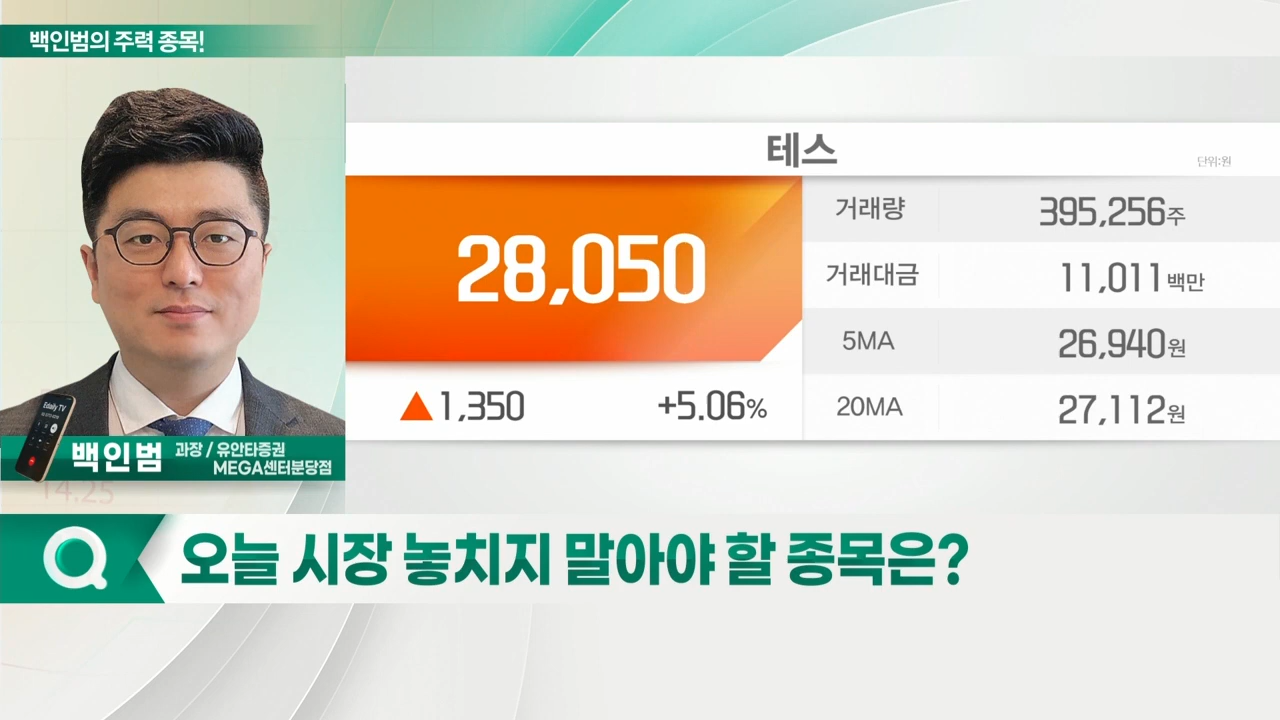 백인범의 주력 종목!
테스
단위:원
28,050
▲1,350 +5.06%
거래량 395,256주
거래대금 11,011백만
5MA 26,940원
20MA 27,112원
Edaily TV
백인범 과장 / 유안타증권
MEGA센터분당점
14.25
Q 오늘 시장 놓치지 말아야 할 종목은?